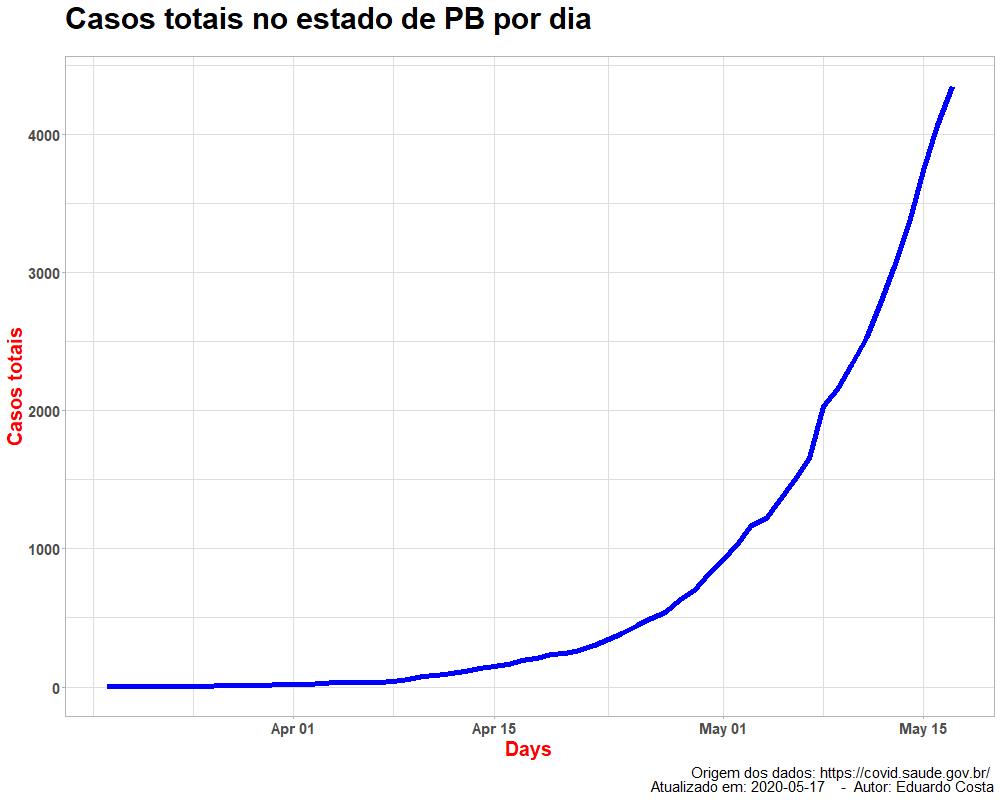 Casos totais no estado de PB por dia
Casos totais
4000
3000
2000
1000
0
Apr 01 Apr 15 May 01 May 15
Days
Origem dos dados: https://covid.saude.gov.br/
Atualizado em: 2020-05-17 - Autor: Eduardo Costa